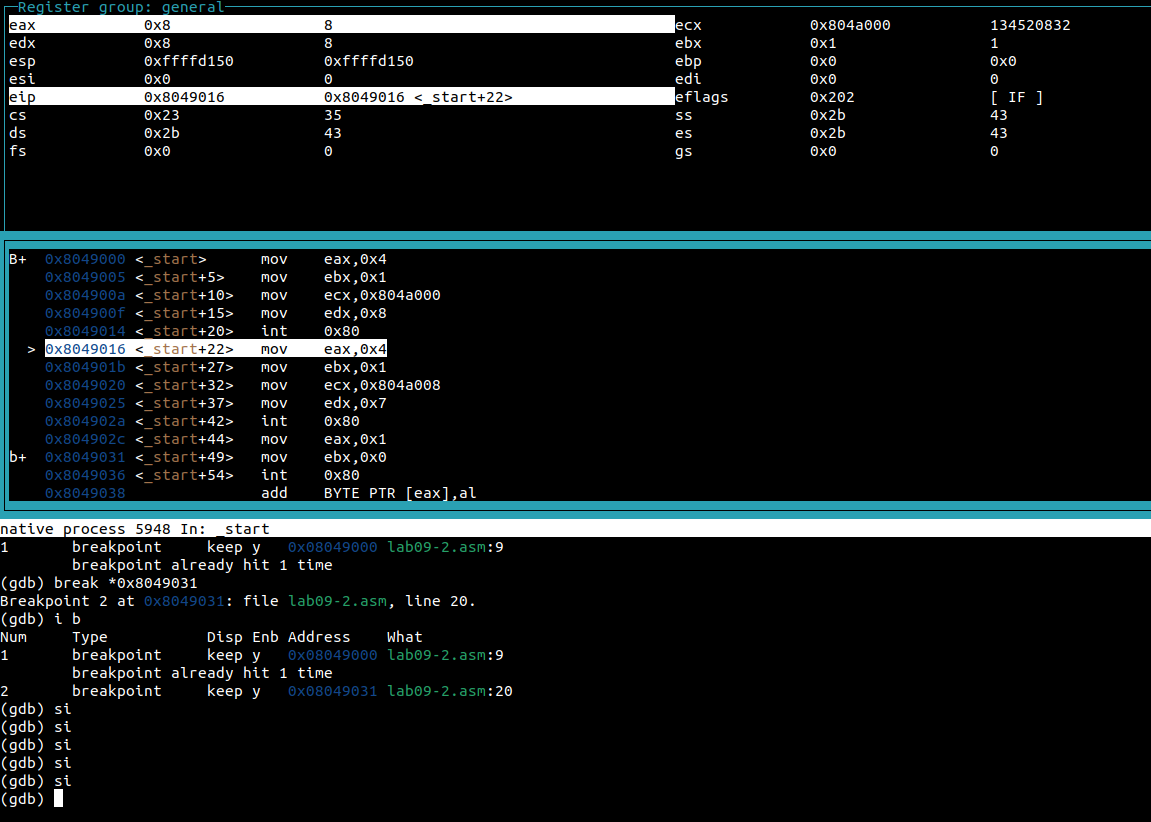 Register group: general
eax 0x8 8 ecx 0x804a000 134520832
edx 0x8 8 ebx 0x1 1
esp 0xffffd150 0xffffd150 ebp 0x0 0x0
esi 0x0 0 edi 0x0 0
eip 0x8049016 0x8049016 <_start+22> eflags 0x202 [ IF ]
cs 0x23 35 ss 0x2b 43
ds 0x2b 43 es 0x2b 43
fs 0x0 0 gs 0x0 0
B+ 0x8049000 <_start> mov eax,0x4
0x8049005 <_start+5> mov ebx,0x1
0x804900a <_start+10> mov ecx,0x804a000
0x804900f <_start+15> mov edx,0x8
0x8049014 <_start+20> int 0x80
> 0x8049016 <_start+22> mov eax,0x4
0x804901b <_start+27> mov ebx,0x1
0x8049020 <_start+32> mov ecx,0x804a008
0x8049025 <_start+37> mov edx,0x7
0x804902a <_start+42> int 0x80
0x804902c <_start+44> mov eax,0x1
b+ 0x8049031 <_start+49> mov ebx,0x0
0x8049036 <_start+54> int 0x80
0x8049038 add BYTE PTR [eax],al
native process 5948 In: _start
1 breakpoint keep y 0x08049000 lab09-2.asm:9
breakpoint already hit 1 time
(gdb) break *0x8049031
Breakpoint 2 at 0x8049031: file lab09-2.asm, line 20.
(gdb) i b
Num Type Disp Enb Address What
1 breakpoint keep y 0x08049000 lab09-2.asm:9
breakpoint already hit 1 time
2 breakpoint keep y 0x08049031 lab09-2.asm:20
(gdb) si
(gdb) si
(gdb) si
(gdb) si
(gdb) si
(gdb)